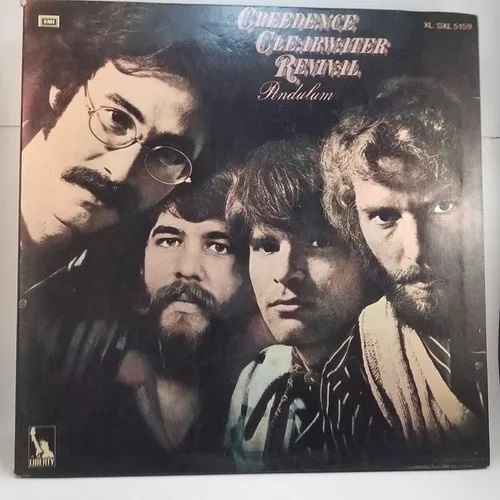 EMI
CREEDENCE
CLEARWATER
REVIVAL
Pendulum
XL/SXL 5159
LIBERTY